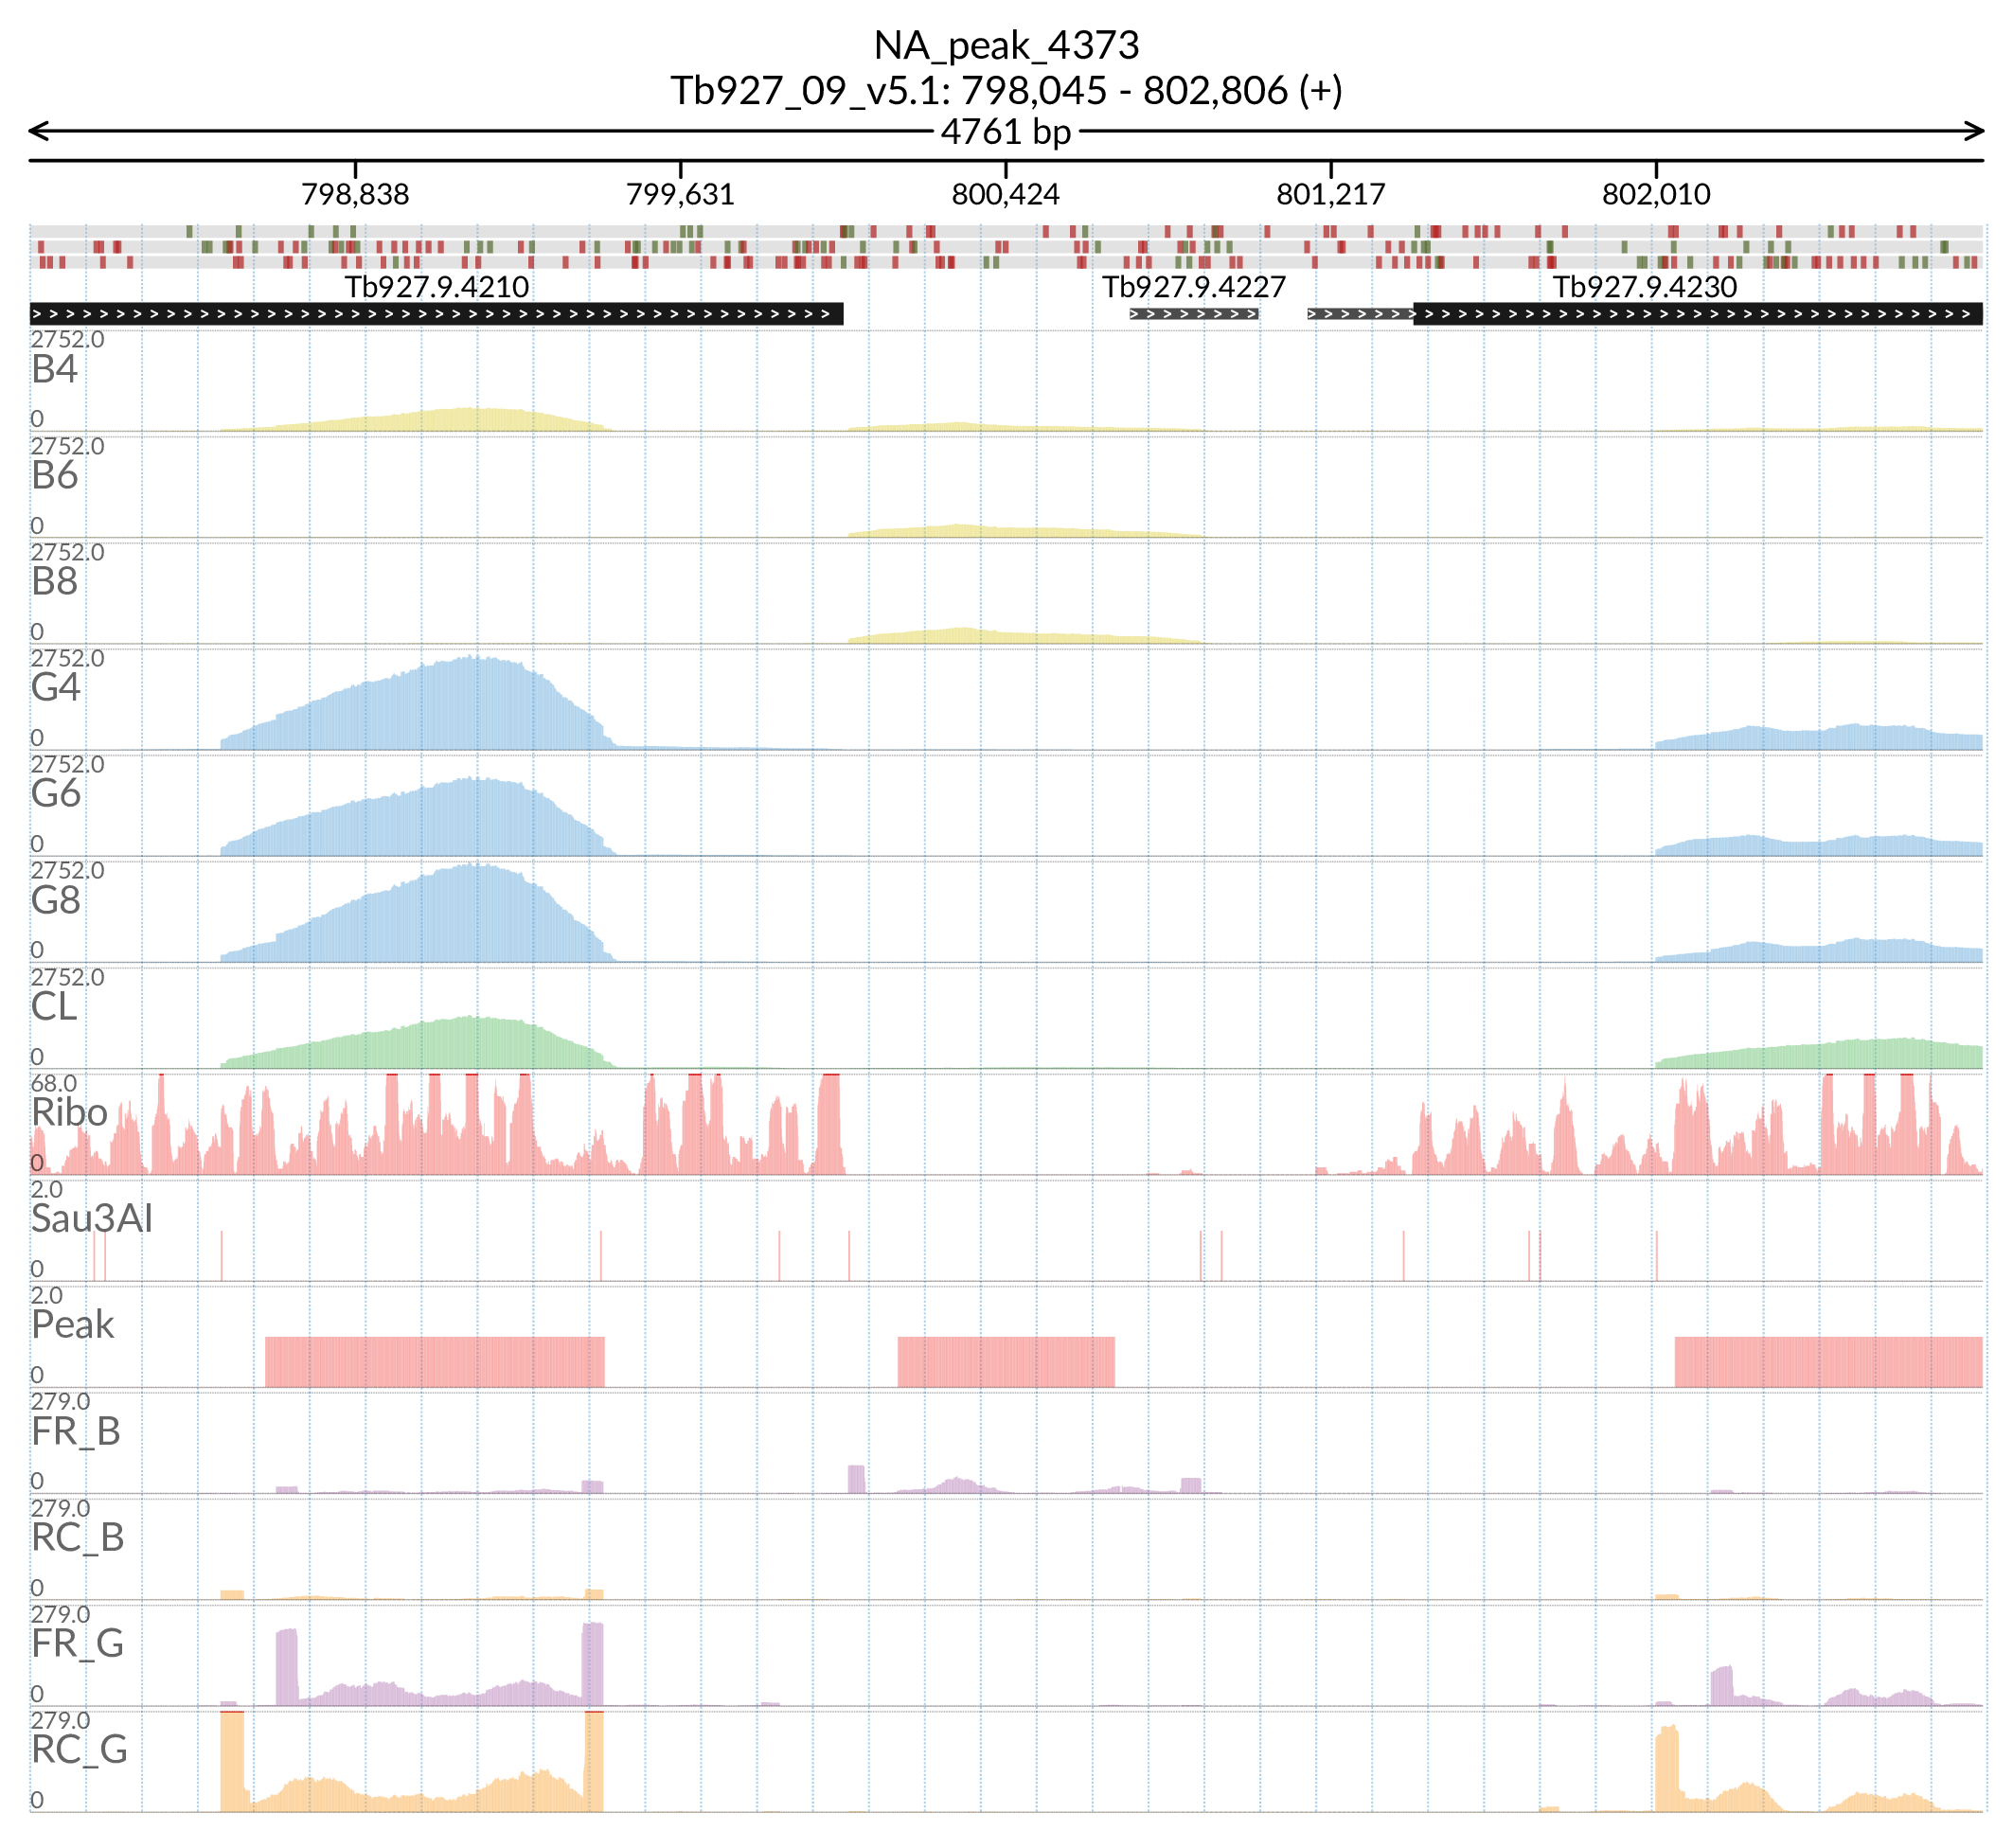 NA_peak_4373
Tb927_09_v5.1: 798,045 - 802,806 (+)
4761 bp
798,838 799,631 800,424 801,217 802,010
Tb927.9.4210 Tb927.9.4227 Tb927.9.4230
2752.0
B4
0
2752.0
B6
0
2752.0
B8
0
2752.0
G4
0
2752.0
G6
0
2752.0
G8
0
2752.0
CL
0
68.0
Ribo
0
2.0
Sau3AI
0
2.0
Peak
0
279.0
FR_B
0
279.0
RC_B
0
279.0
FR_G
0
279.0
RC_G
0